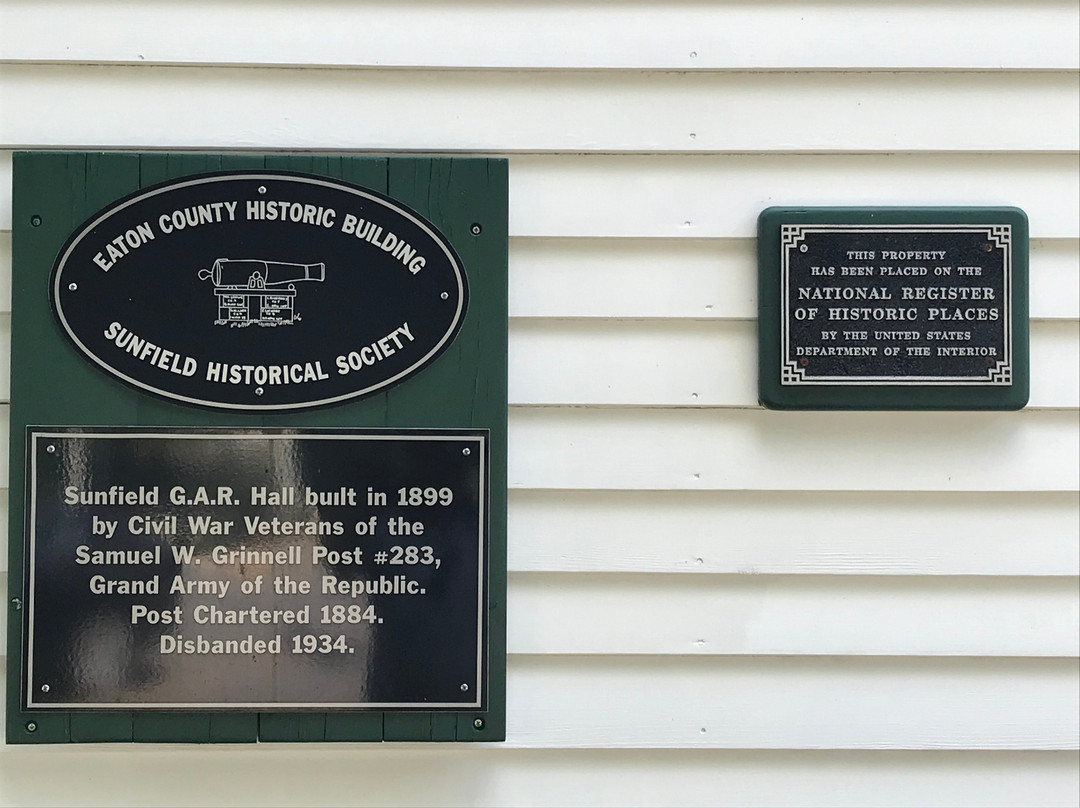 EATON COUNTY HISTORIC BUILDING
SUNFIELD HISTORICAL SOCIETY
Sunfield G.A.R. Hall built in 1899
by Civil War Veterans of the
Samuel W. Grinnell Post #283,
Grand Army of the Republic.
Post Chartered 1884.
Disbanded 1934.
THIS PROPERTY
HAS BEEN PLACED ON THE
NATIONAL REGISTER
OF HISTORIC PLACES
BY THE UNITED STATES
DEPARTMENT OF THE INTERIOR